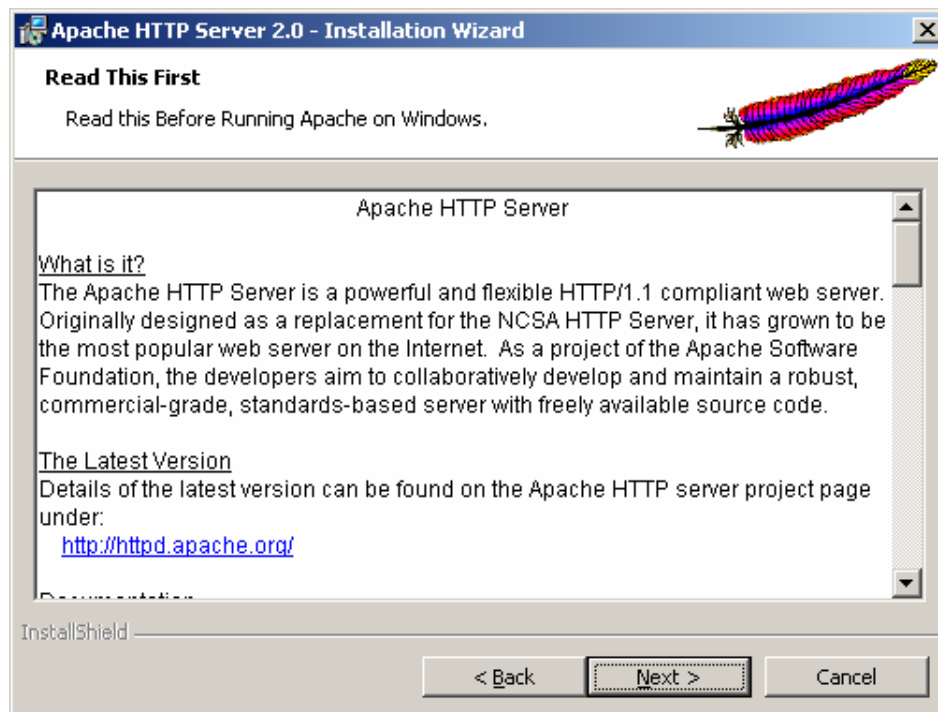 Apache HTTP Server 2.0 - Installation Wizard
Read This First
Read this Before Running Apache on Windows.
Apache HTTP Server
What is it?
The Apache HTTP Server is a powerful and flexible HTTP/1.1 compliant web server.
Originally designed as a replacement for the NCSA HTTP Server, it has grown to be
the most popular web server on the Internet.  As a project of the Apache Software
Foundation, the developers aim to collaboratively develop and maintain a robust,
commercial-grade, standards-based server with freely available source code.
The Latest Version
Details of the latest version can be found on the Apache HTTP server project page
under:
http://httpd.apache.org/
Documentation
InstallShield
< Back
Next >
Cancel